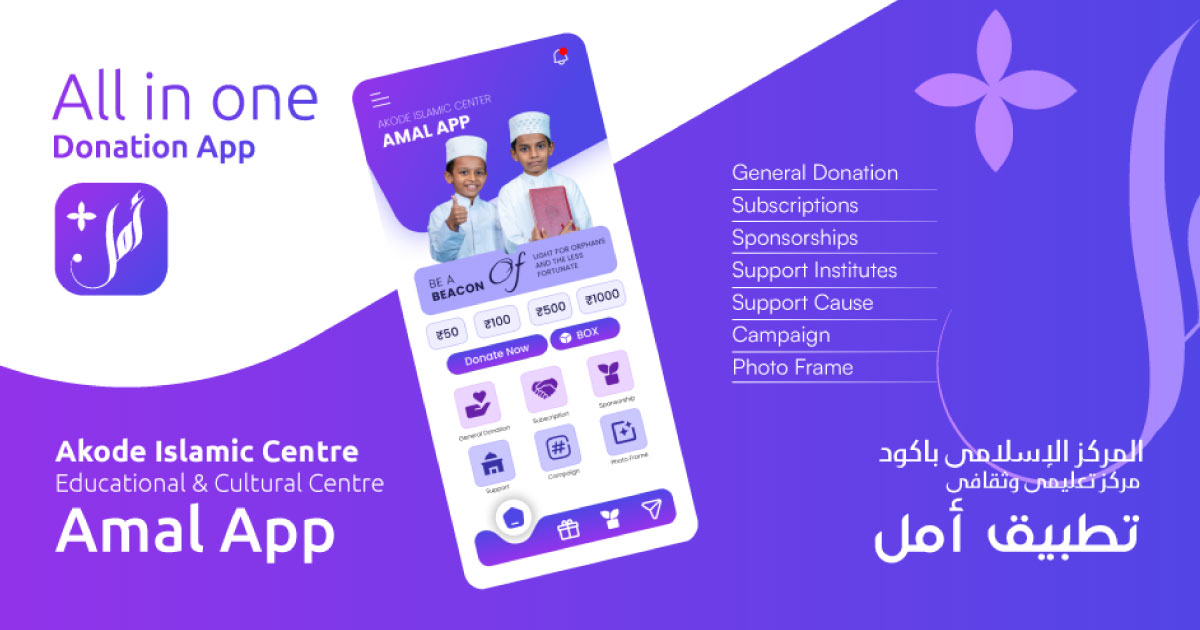 All in one
Donation App
أمل
AKODE ISLAMIC CENTER
AMAL APP
BE A
BEACON
Of
LIGHT FOR ORPHANS
AND THE LESS
FORTUNATE
₹50
₹100
₹500
₹1000
Donate Now
BOX
General Donation
Subscription
Sponsorship
Support
Campaign
Photo Frame
General Donation
Subscriptions
Sponsorships
Support Institutes
Support Cause
Campaign
Photo Frame
Akode Islamic Centre
Educational & Cultural Centre
Amal App
المركز الإسلامي باكود
مركز تعليمي وثقافي
تطبيق أمل